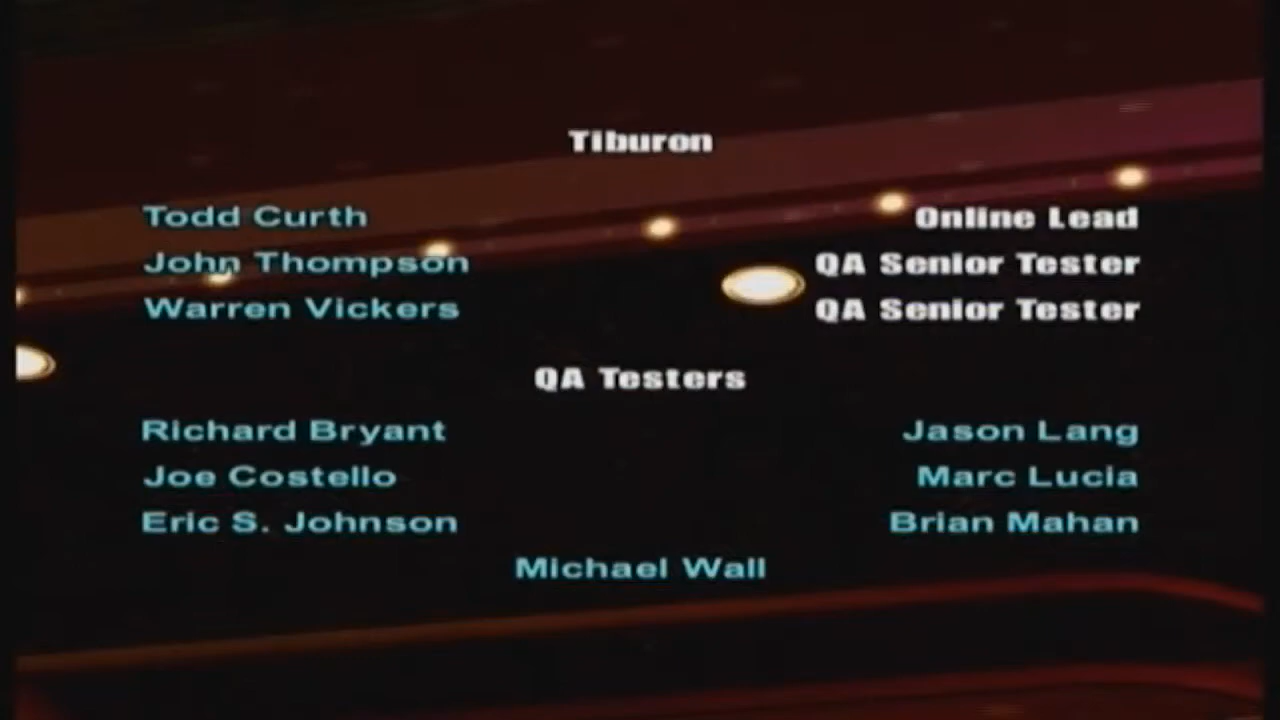 Tiburon
Todd Curth Online Lead
John Thompson QA Senior Tester
Warren Vickers QA Senior Tester
QA Testers
Richard Bryant Jason Lang
Joe Costello Marc Lucia
Eric S. Johnson Brian Mahan
Michael Wall